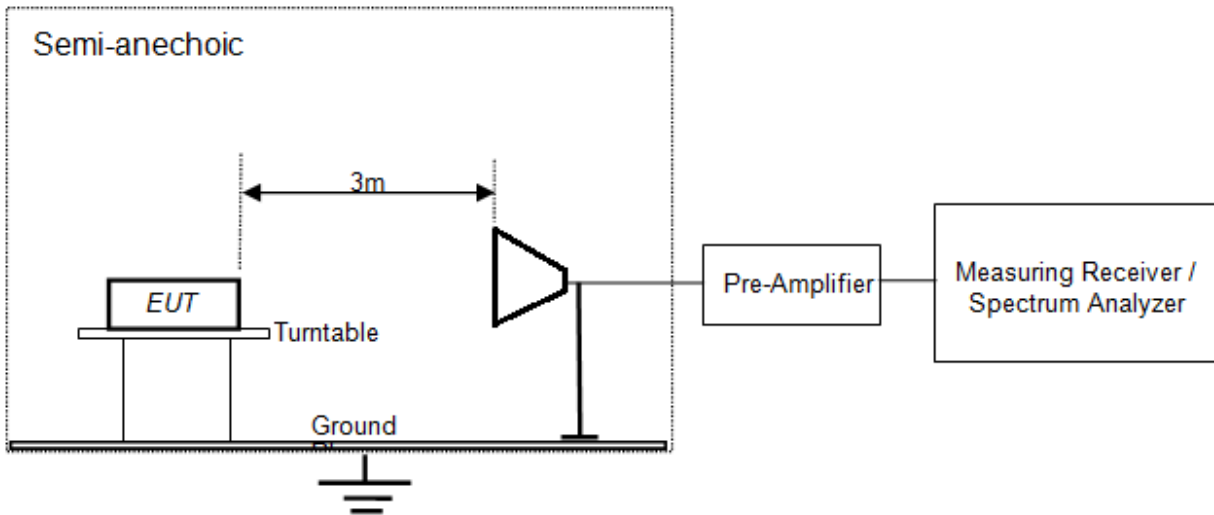 Semi-anechoic
3m
EUT
Turntable
Pre-Amplifier
Measuring Receiver /
Spectrum Analyzer
Ground